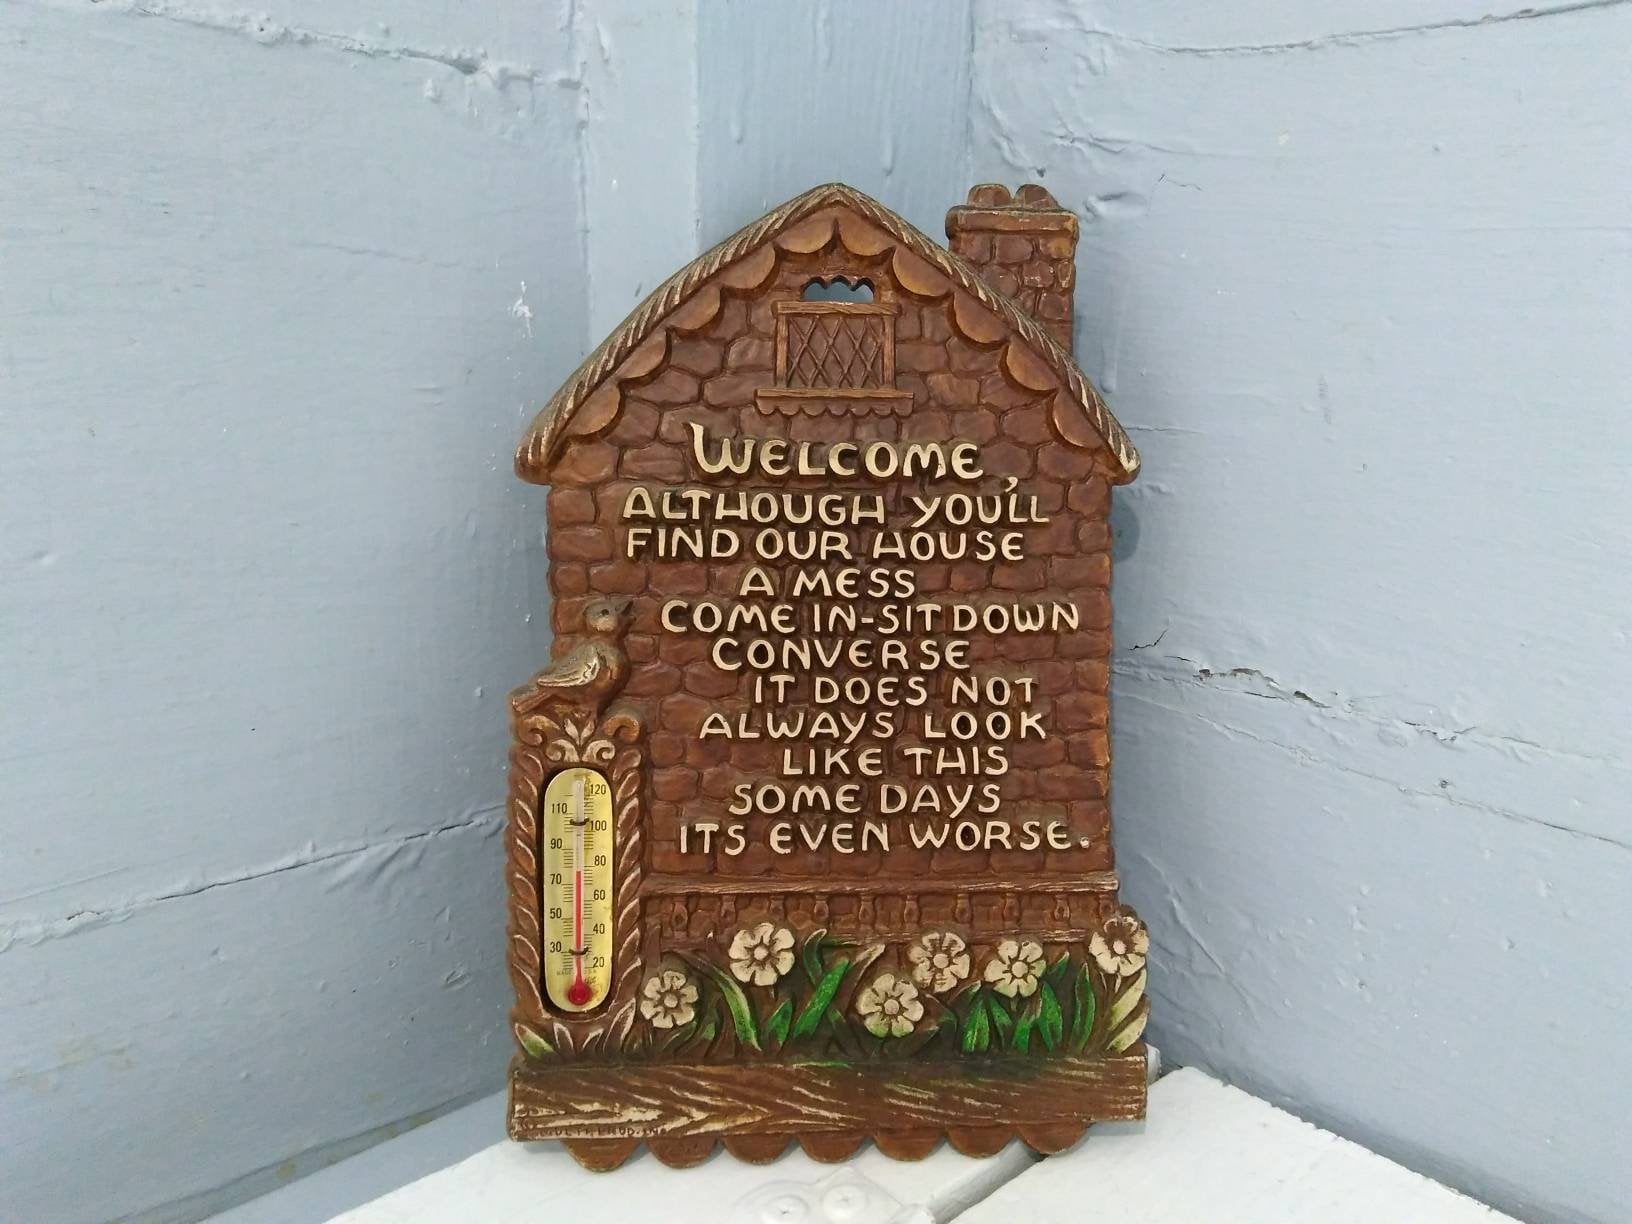 WELCOME,
ALTHOUGH YOU'LL
FIND OUR HOUSE
A MESS
COME IN-SIT DOWN
CONVERSE
IT DOES NOT
ALWAYS LOOK
LIKE THIS
SOME DAYS
ITS EVEN WORSE.
120
110
100
90
80
70
60
50
40
30
20